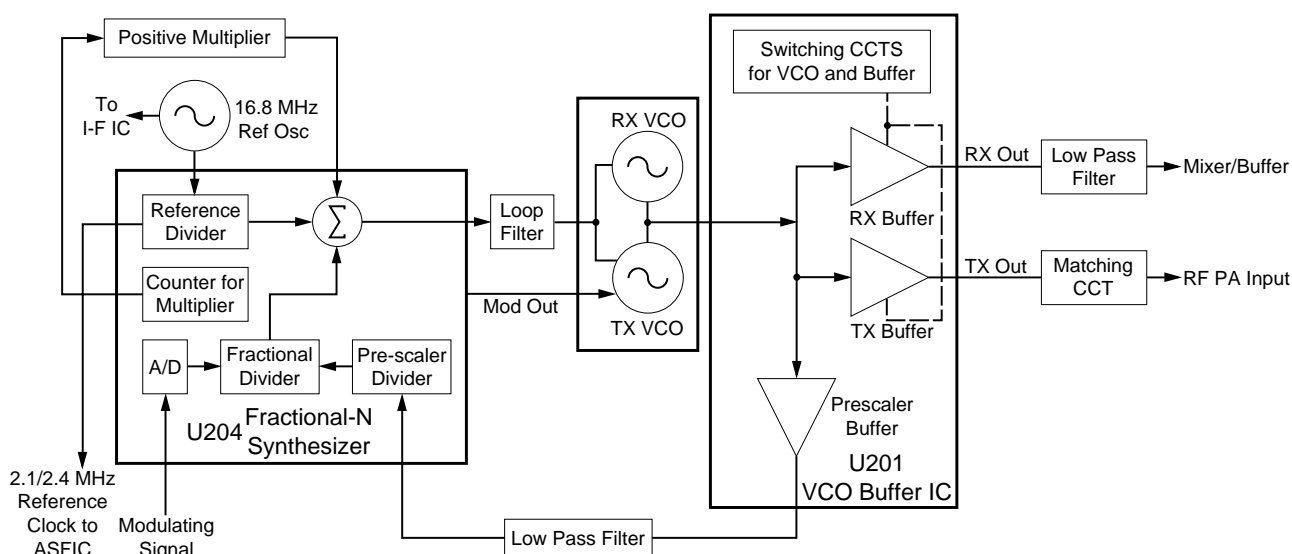 Positive Multiplier
To
I-F IC
16.8 MHz
Ref Osc
Reference
Divider
Σ
Counter for
Multiplier
A/D
Fractional
Divider
Pre-scaler
Divider
U204 Fractional-N
Synthesizer
2.1/2.4 MHz
Reference
Clock to
ASFIC
Modulating
Signal
Loop
Filter
Mod Out
RX VCO
TX VCO
Low Pass Filter
Switching CCTS
for VCO and Buffer
RX Buffer
TX Buffer
Prescaler
Buffer
U201
VCO Buffer IC
RX Out
Low Pass
Filter
Mixer/Buffer
TX Out
Matching
CCT
RF PA Input